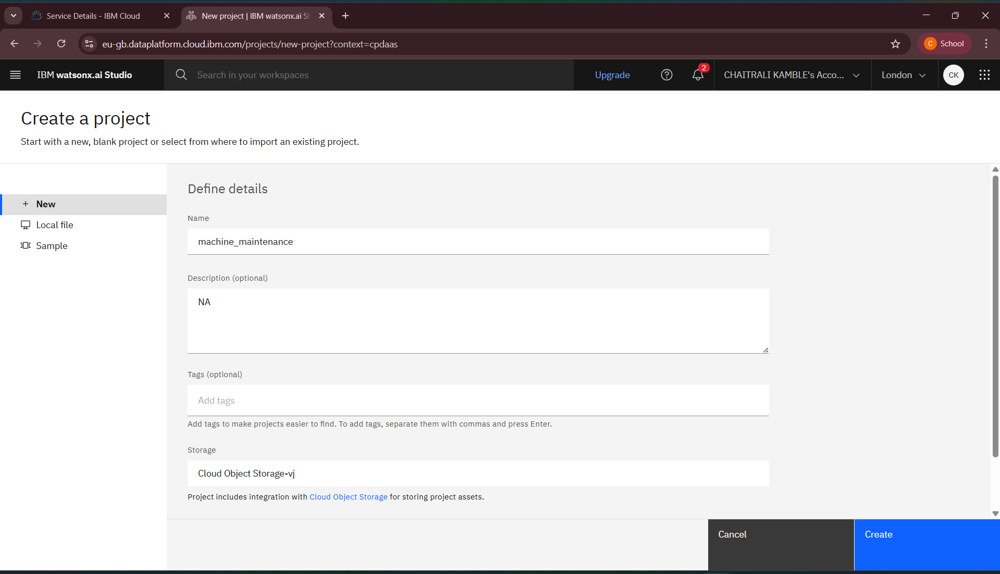 Service Details - IBM Cloud
New project | IBM watsonx.ai St
eu-gb.dataplatform.cloud.ibm.com/projects/new-project?context=cpdaas
C School
IBM watsonx.ai Studio
Search in your workspaces
Upgrade
2
CHAITRALI KAMBLE's Acco...
London
CK
Create a project
Start with a new, blank project or select from where to import an existing project.
New
Local file
Sample
Define details
Name
machine_maintenance
Description (optional)
NA
Tags (optional)
Add tags
Add tags to make projects easier to find. To add tags, separate them with commas and press Enter.
Storage
Cloud Object Storage-vj
Project includes integration with Cloud Object Storage for storing project assets.
Cancel
Create